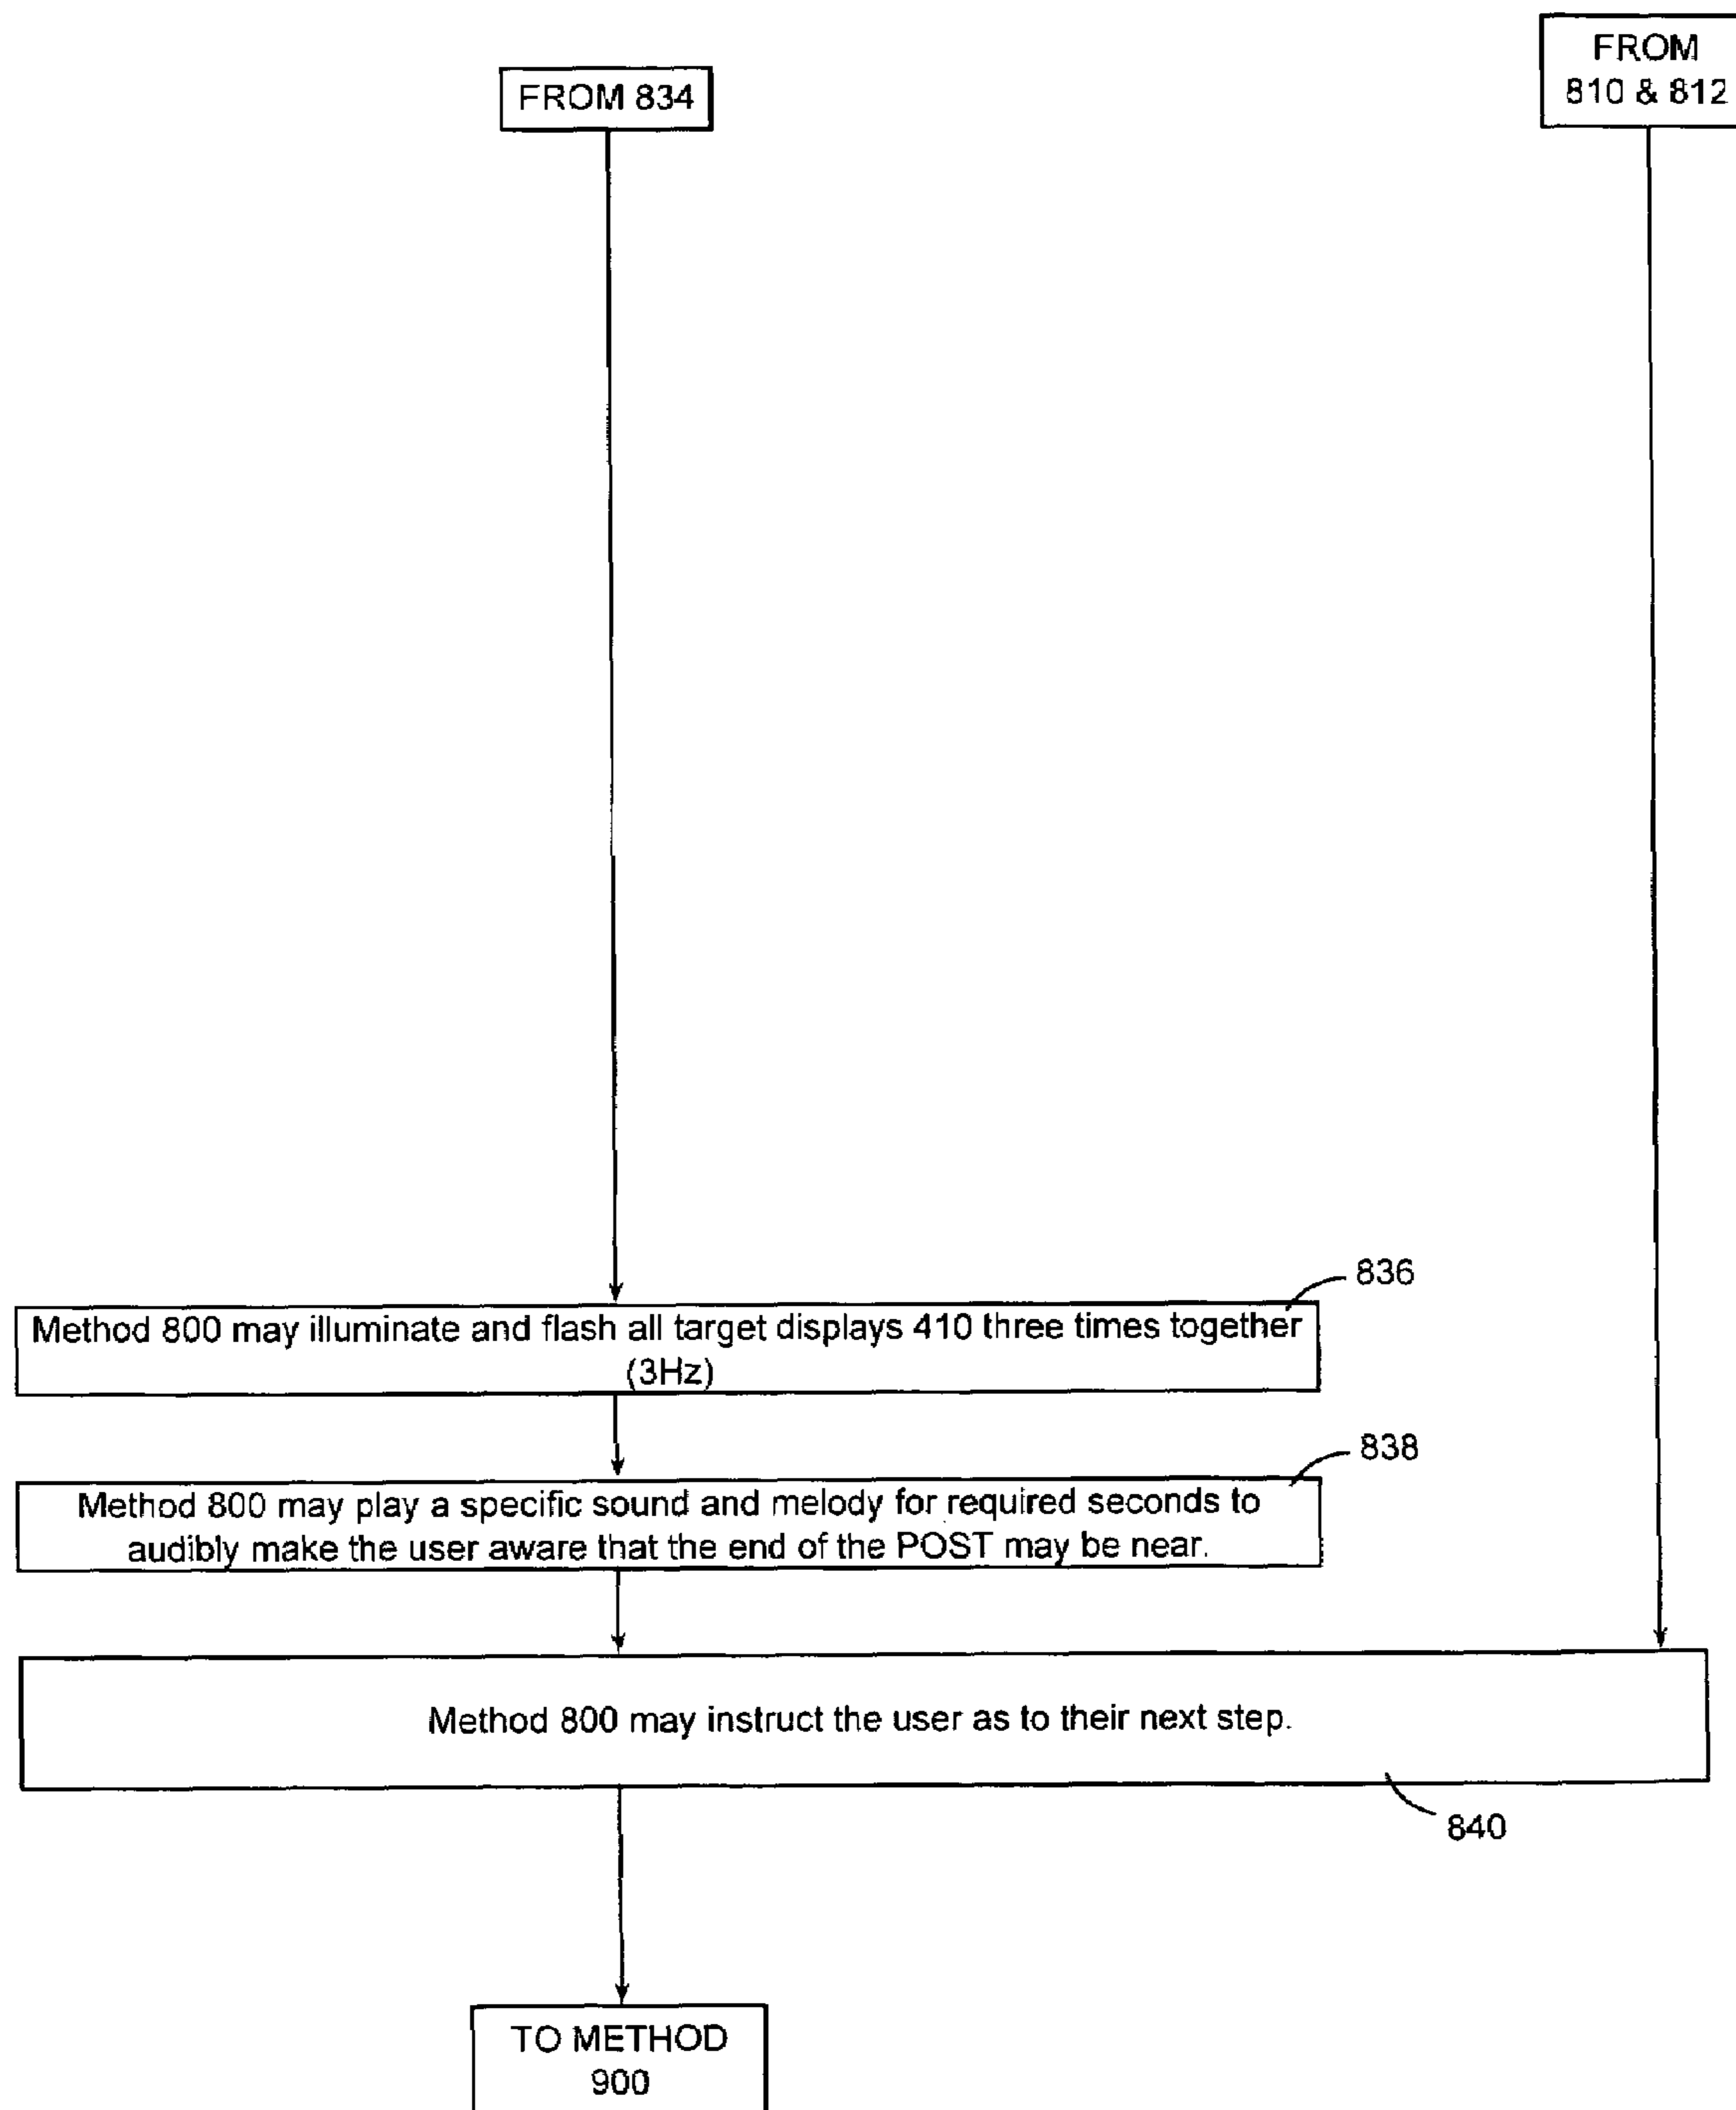 FROM
810 & 812
FROM 834
836
Method 800 may illuminate and flash all target displays 410 three times together
(3Hz)
838
Method 800 may play a specific sound and melody for required seconds to
audibly make the user aware that the end of the POST may be near.
Method 800 may instruct the user as to their next step.
840
TO METHOD
900